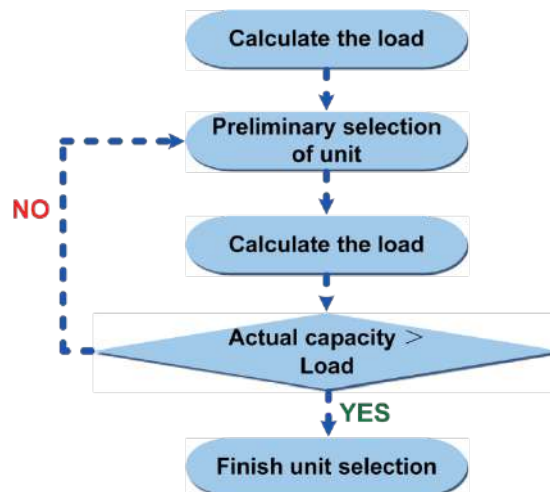 Calculate the load
Preliminary selection
of unit
NO
Calculate the load
Actual capacity >
Load
YES
Finish unit selection